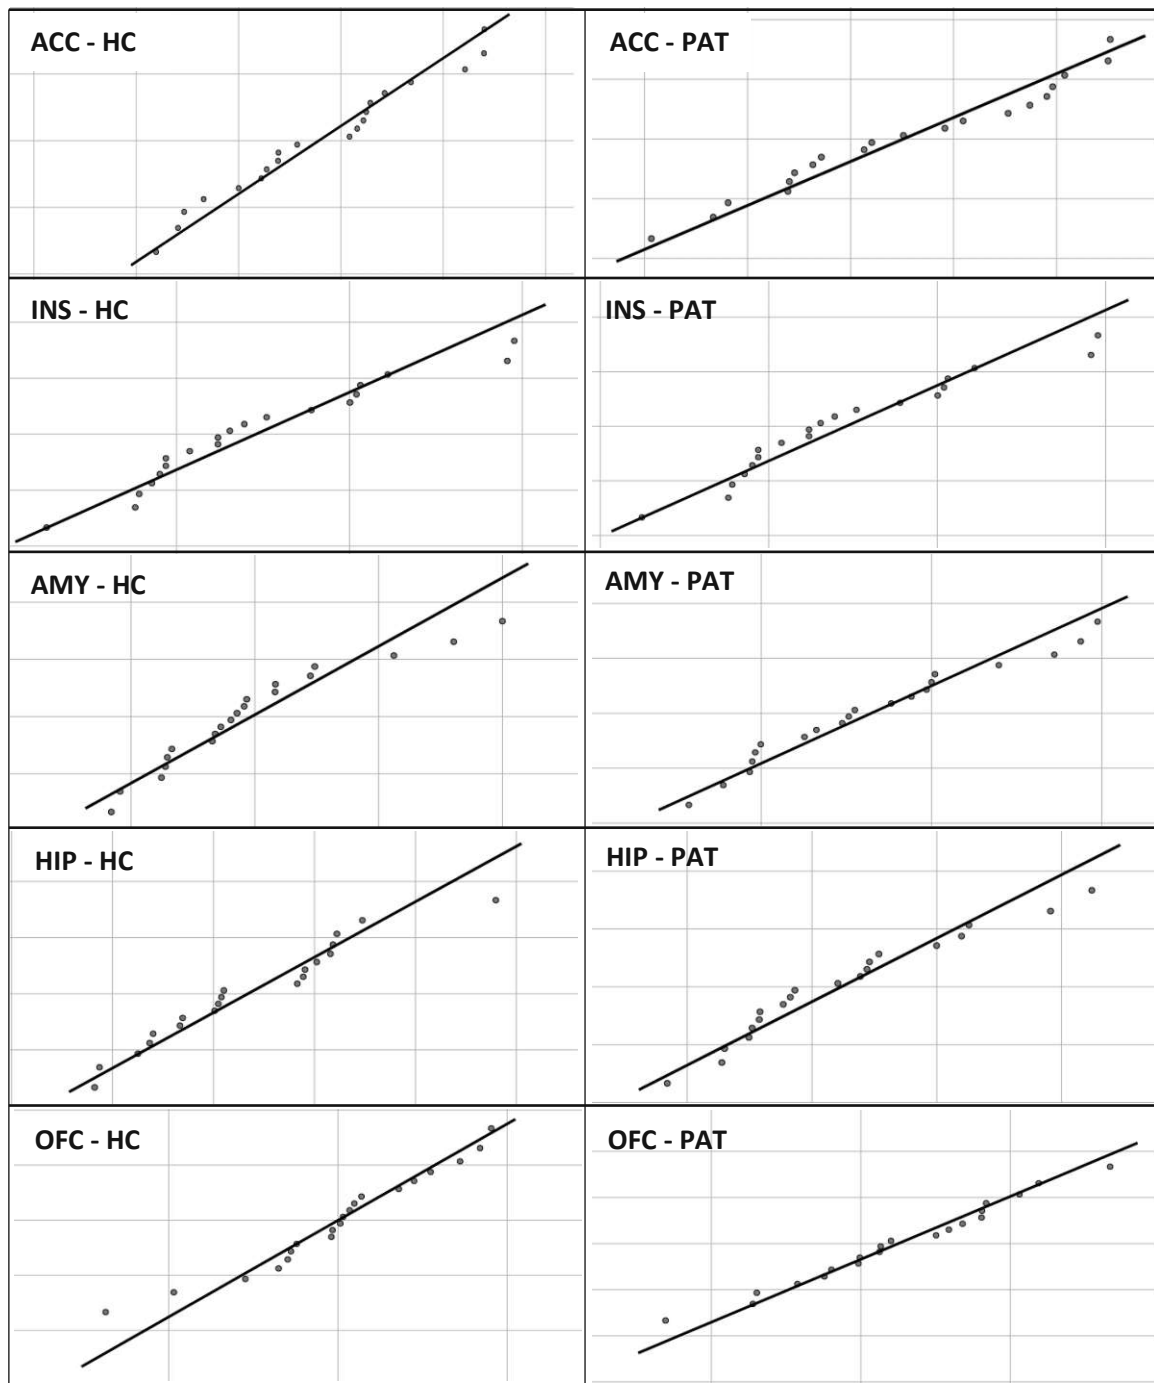 ACC - HC
ACC - PAT
INS - HC
INS - PAT
AMY - HC
AMY - PAT
HIP - HC
HIP - PAT
OFC - HC
OFC - PAT